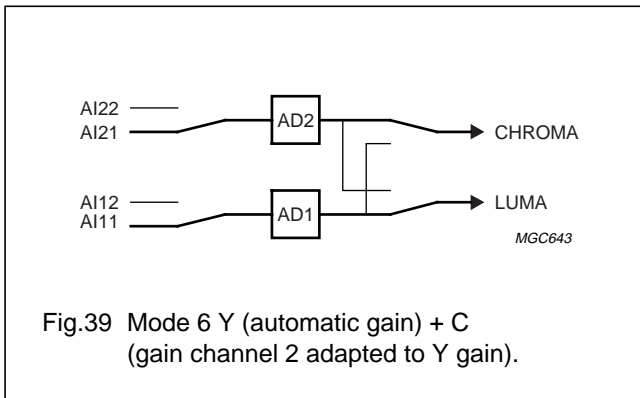 AI22
AI21
AD2
CHROMA
AI12
AI11
AD1
LUMA
MGC643
Fig.39 Mode 6 Y (automatic gain) + C
(gain channel 2 adapted to Y gain).